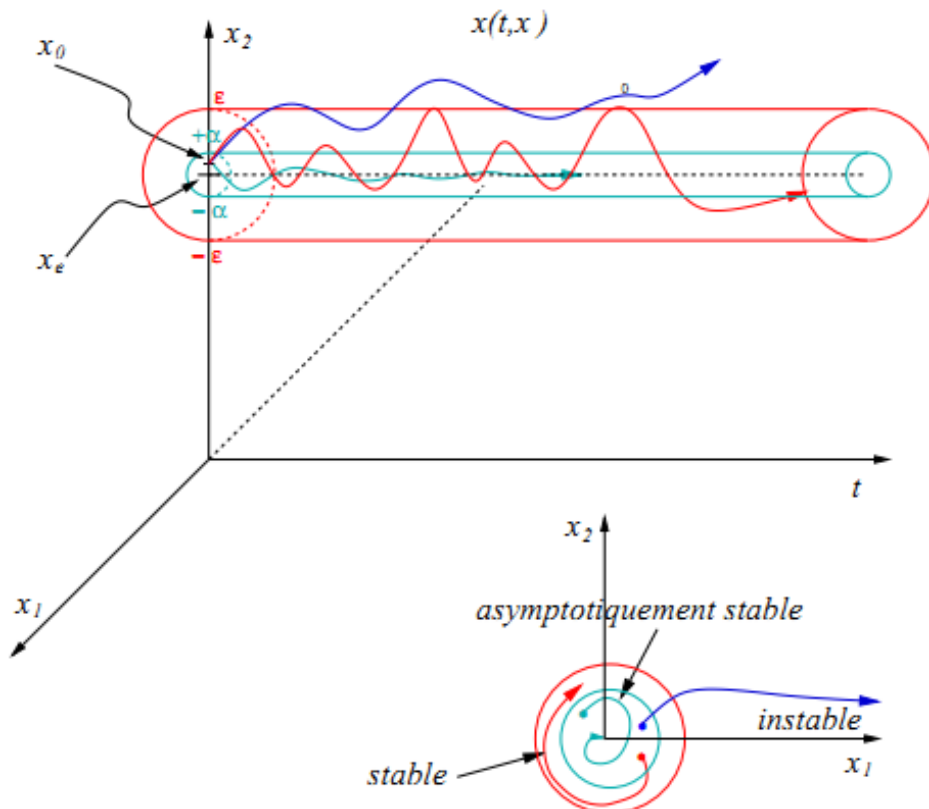 x(t,x )
0
x₂
x₀
ε
+α
-α
xₑ
-ε
t
x₁
x₂
asymptotiquement stable
instable
x₁
stable